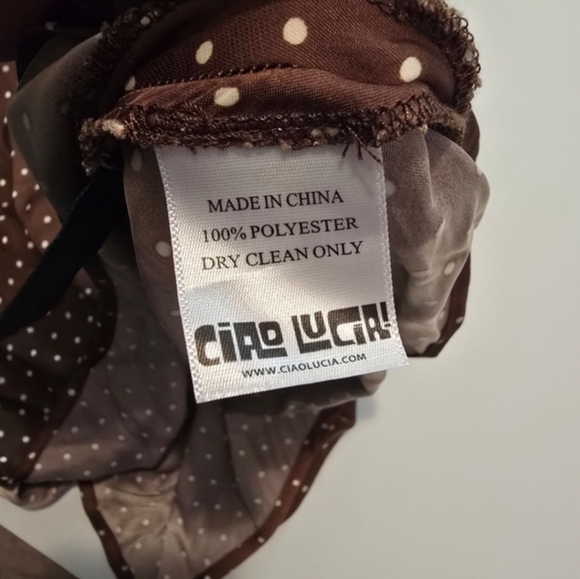 MADE IN CHINA
100% POLYESTER
DRY CLEAN ONLY
CIAO LUCIA!
WWW.CIAOLUCIA.COM